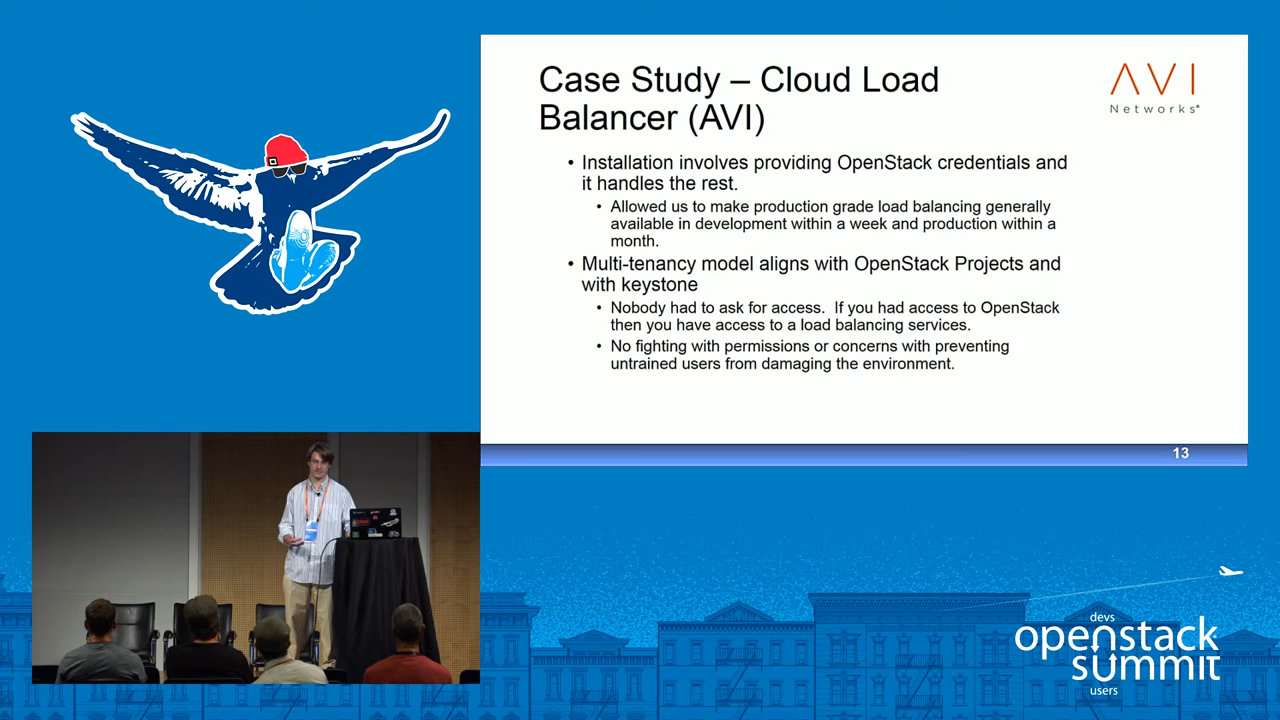 Case Study – Cloud Load
Balancer (AVI)
AVI
Networks®
• Installation involves providing OpenStack credentials and
it handles the rest.
• Allowed us to make production grade load balancing generally
available in development within a week and production within a
month.
• Multi-tenancy model aligns with OpenStack Projects and
with keystone
• Nobody had to ask for access.  If you had access to OpenStack
then you have access to a load balancing services.
• No fighting with permissions or concerns with preventing
untrained users from damaging the environment.
13
devs
openstack
summit
users